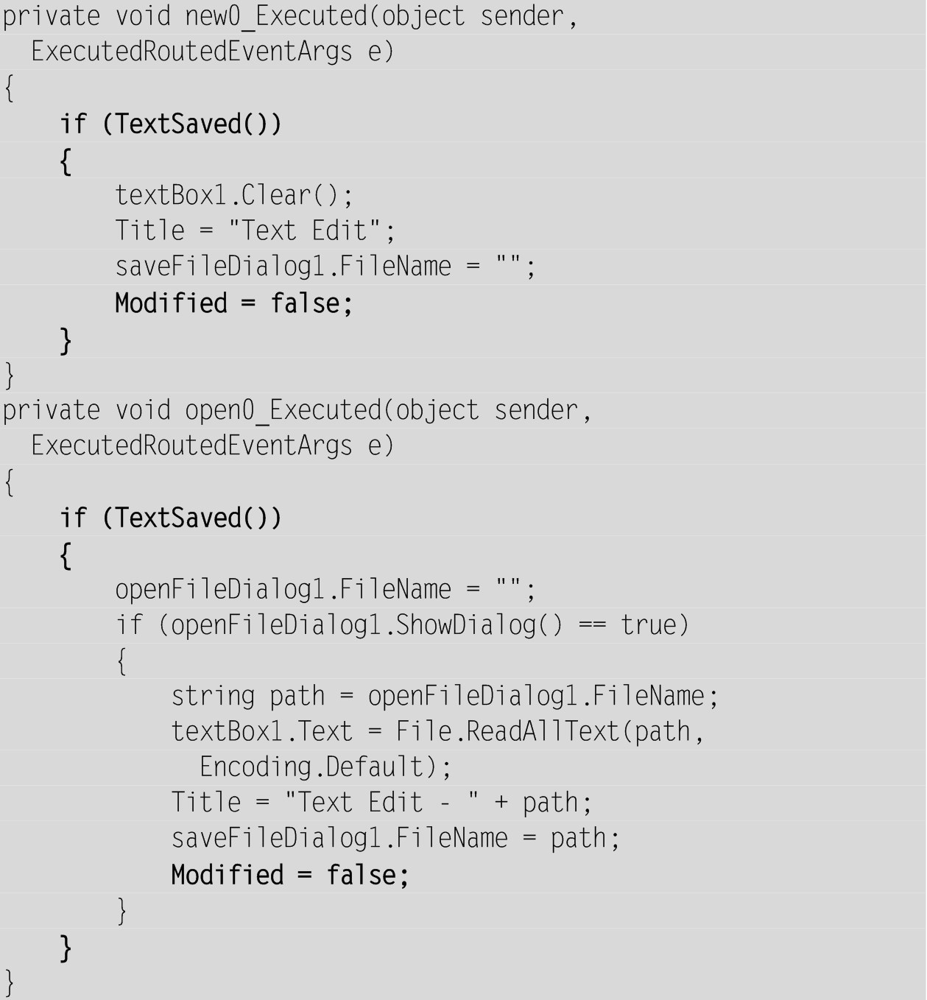 private void new0_Executed(object sender,
  ExecutedRoutedEventArgs e)
{
    if (TextSaved())
    {
        textBox1.Clear();
        Title = "Text Edit";
        saveFileDialog1.FileName = "";
        Modified = false;
    }
}
private void open0_Executed(object sender,
  ExecutedRoutedEventArgs e)
{
    if (TextSaved())
    {
        openFileDialog1.FileName = "";
        if (openFileDialog1.ShowDialog() == true)
        {
            string path = openFileDialog1.FileName;
            textBox1.Text = File.ReadAllText(path,
              Encoding.Default);
            Title = "Text Edit - " + path;
            saveFileDialog1.FileName = path;
            Modified = false;
        }
    }
}